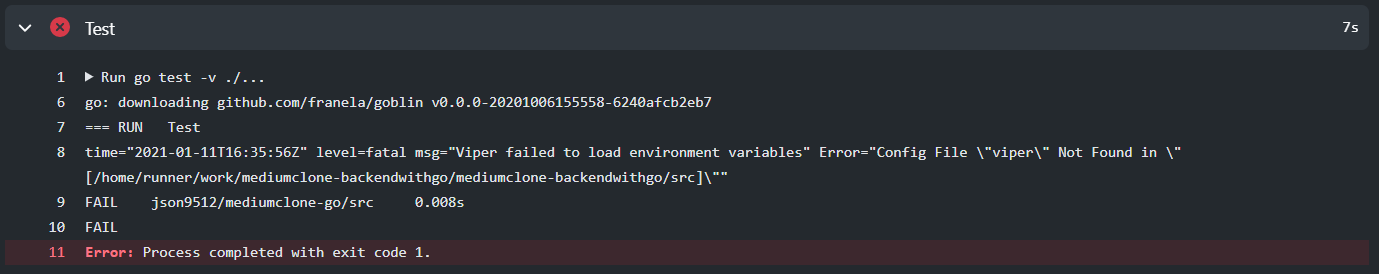 Test 7s
1 Run go test -v ./...
6 go: downloading github.com/franela/goblin v0.0.0-20201006155558-6240afcb2eb7
7 === RUN   Test
8 time="2021-01-11T16:35:56Z" level=fatal msg="Viper failed to load environment variables" Error="Config File \"viper\" Not Found in \"
[/home/runner/work/mediumclone-backendwithgo/mediumclone-backendwithgo/src]\""
9 FAIL    json9512/mediumclone-go/src     0.008s
10 FAIL
11 Error: Process completed with exit code 1.